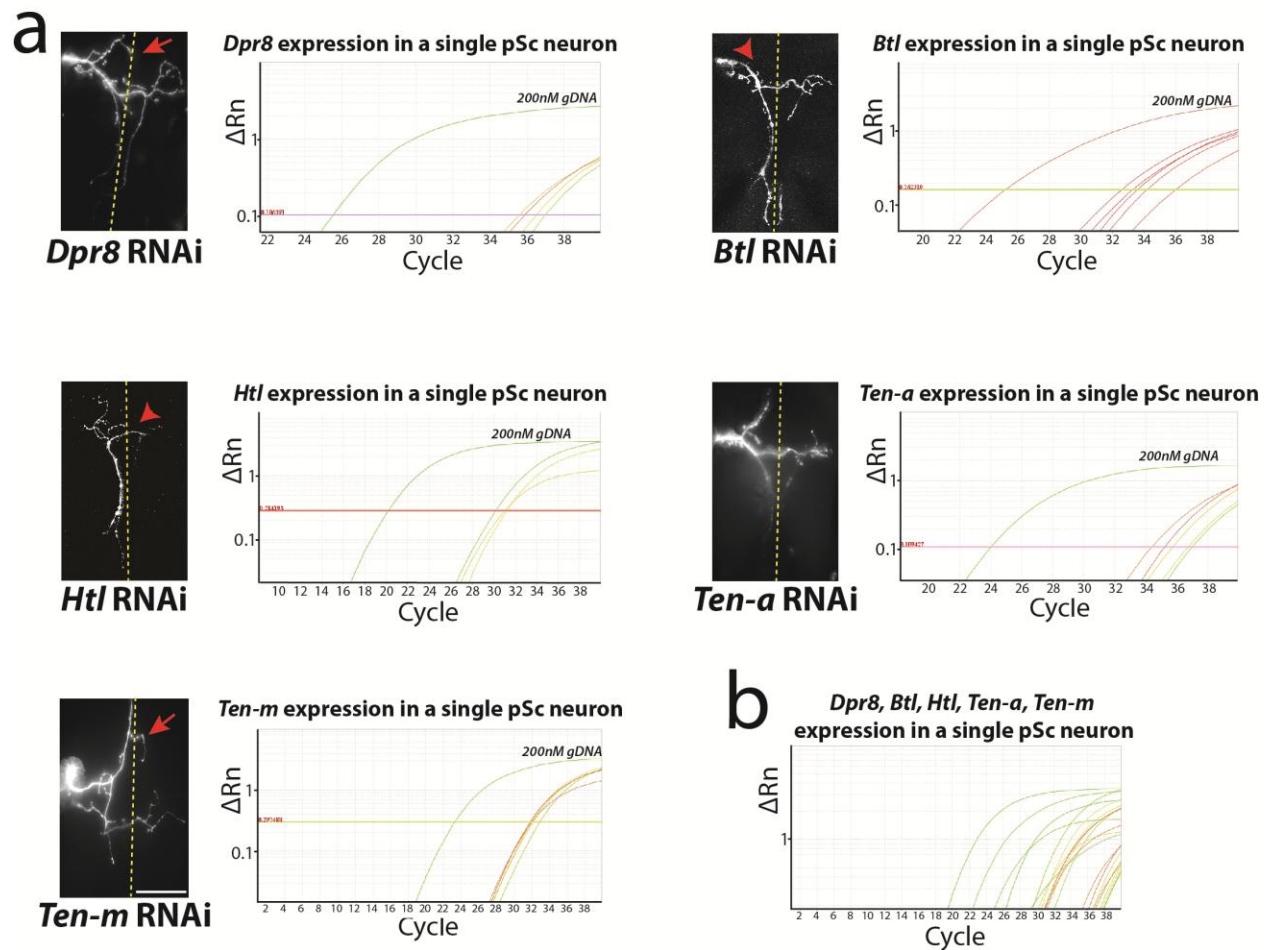 a
Dpr8 expression in a single pSc neuron
200nM gDNA
ΔRn
1
0.1
22 24 26 28 30 32 34 36 38
Cycle
Dpr8 RNAi
Btl expression in a single pSc neuron
200nM gDNA
ΔRn
1
0.1
20 22 24 26 28 30 32 34 36 38
Cycle
Btl RNAi
Htl expression in a single pSc neuron
200nM gDNA
ΔRn
1
0.1
10 12 14 16 18 20 22 24 26 28 30 32 34 36 38
Cycle
Htl RNAi
Ten-a expression in a single pSc neuron
200nM gDNA
ΔRn
1
0.1
20 22 24 26 28 30 32 34 36 38
Cycle
Ten-a RNAi
Ten-m expression in a single pSc neuron
200nM gDNA
ΔRn
1
0.1
2 4 6 8 10 12 14 16 18 20 22 24 26 28 30 32 34 36 38
Cycle
Ten-m RNAi
b
Dpr8, Btl, Htl, Ten-a, Ten-m
expression in a single pSc neuron
ΔRn
1
2 4 6 8 10 12 14 16 18 20 22 24 26 28 30 32 34 36 38
Cycle